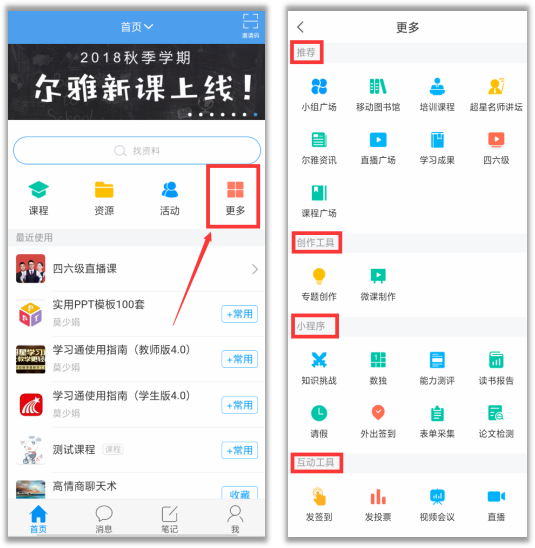 首页
邀请码
2018秋季学期
尔雅新课上线!
找资料
课程 资源 活动 更多
最近使用
四六级直播课
实用PPT模板100套
莫少娟
+常用
学习通使用指南（教师版4.0）
莫少娟
+常用
学习通使用指南（学生版4.0）
莫少娟
+常用
测试课程 课程
+常用
高情商聊天术
收藏
首页 消息 笔记 我
更多
推荐
小组广场 移动图书馆 培训课程 超星名师讲坛
尔雅资讯 直播广场 学习成果 四六级
课程广场
创作工具
专题创作 微课制作
小程序
知识挑战 数独 能力测评 读书报告
请假 外出签到 表单采集 论文检测
互动工具
发签到 发投票 视频会议 直播